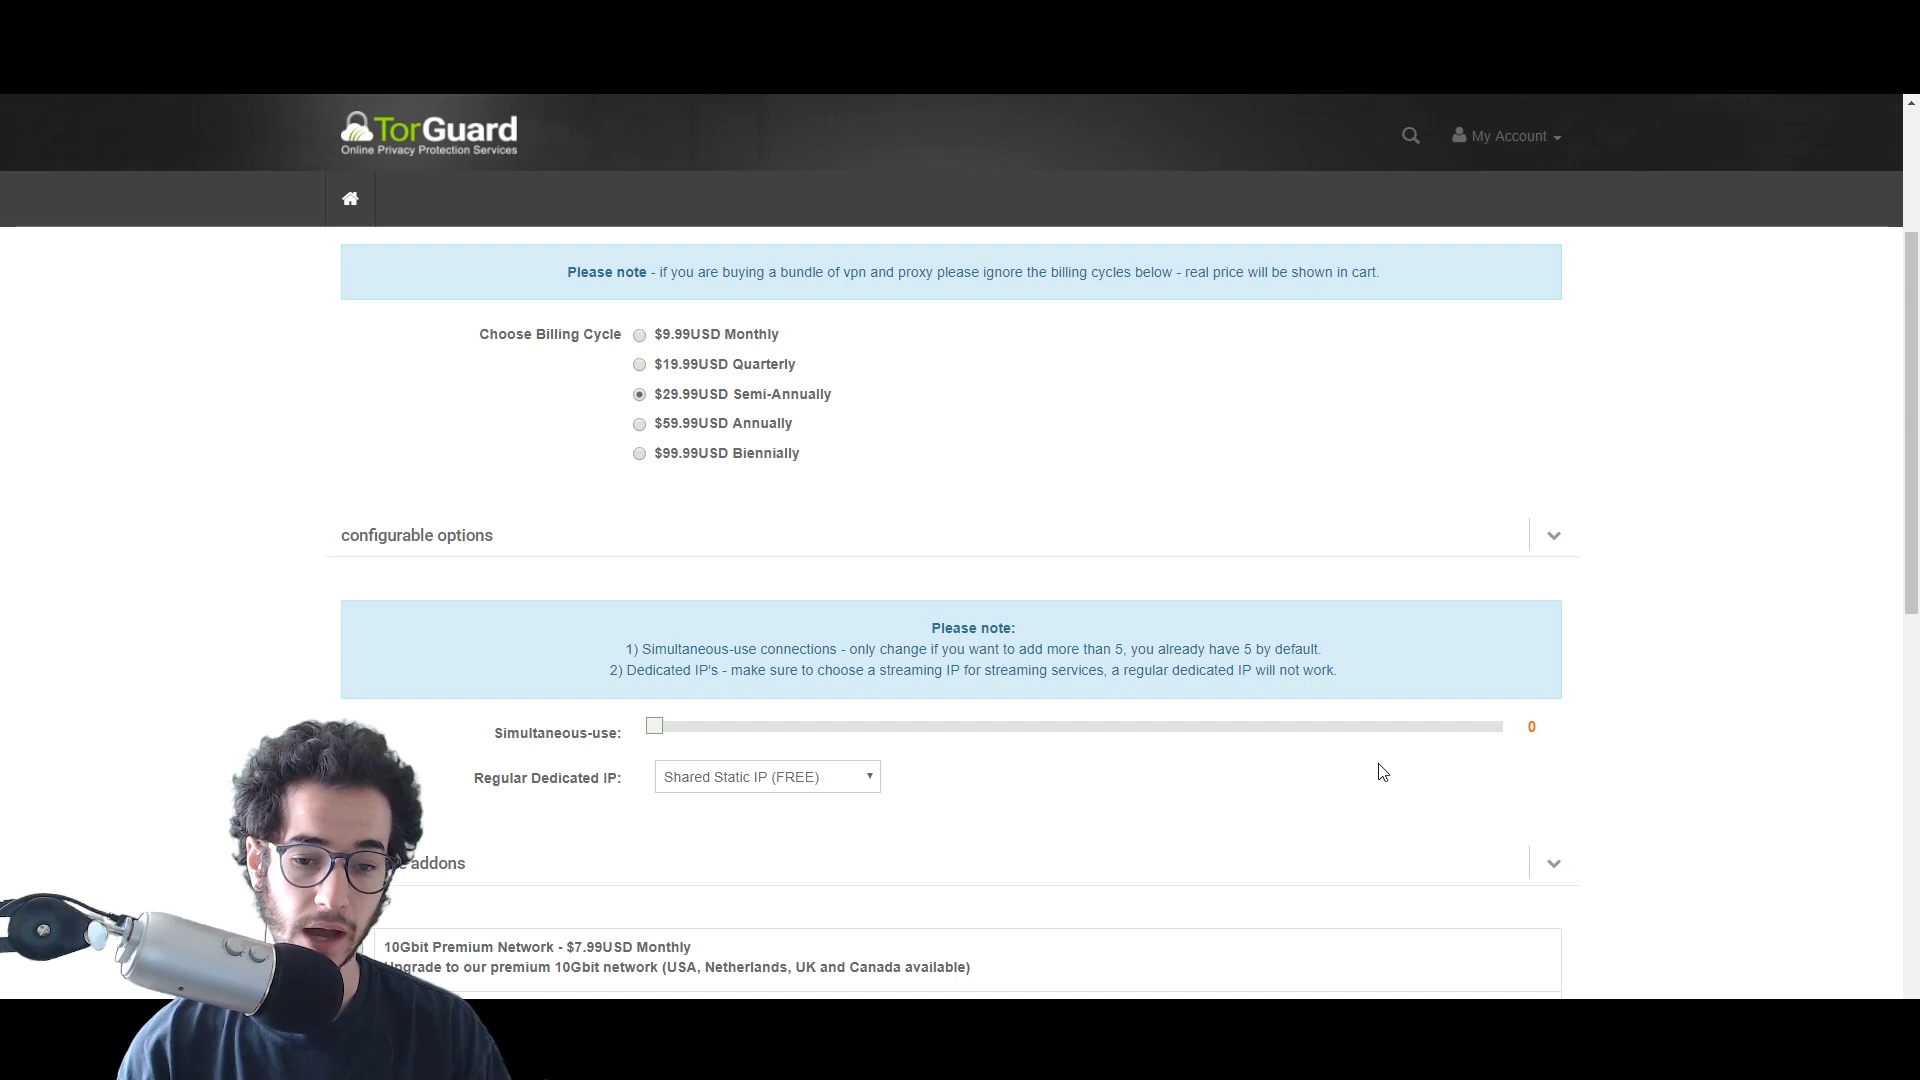 TorGuard
Online Privacy Protection Services
My Account
Please note - if you are buying a bundle of vpn and proxy please ignore the billing cycles below - real price will be shown in cart.
Choose Billing Cycle
$9.99USD Monthly
$19.99USD Quarterly
$29.99USD Semi-Annually
$59.99USD Annually
$99.99USD Biennially
configurable options
Please note:
1) Simultaneous-use connections - only change if you want to add more than 5, you already have 5 by default.
2) Dedicated IP's - make sure to choose a streaming IP for streaming services, a regular dedicated IP will not work.
Simultaneous-use: 0
Regular Dedicated IP: Shared Static IP (FREE)
addons
10Gbit Premium Network - $7.99USD Monthly
Upgrade to our premium 10Gbit network (USA, Netherlands, UK and Canada available)